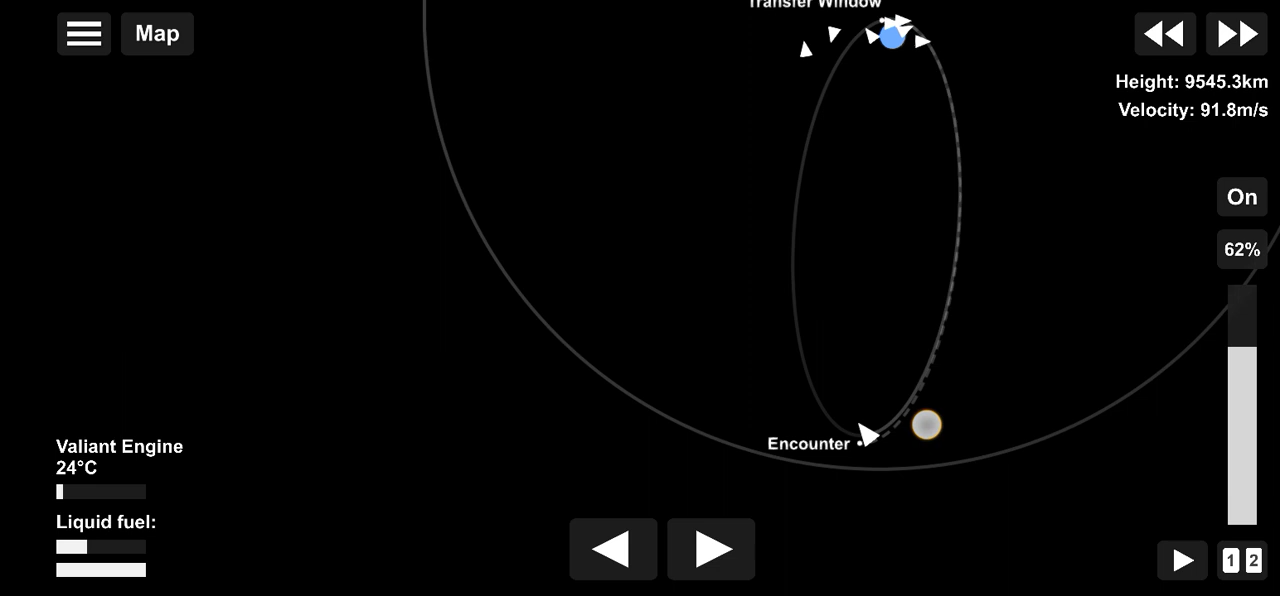 Transfer Window
Map
Height: 9545.3km
Velocity: 91.8m/s
On
62%
Encounter
Valiant Engine
24°C
Liquid fuel:
1 2